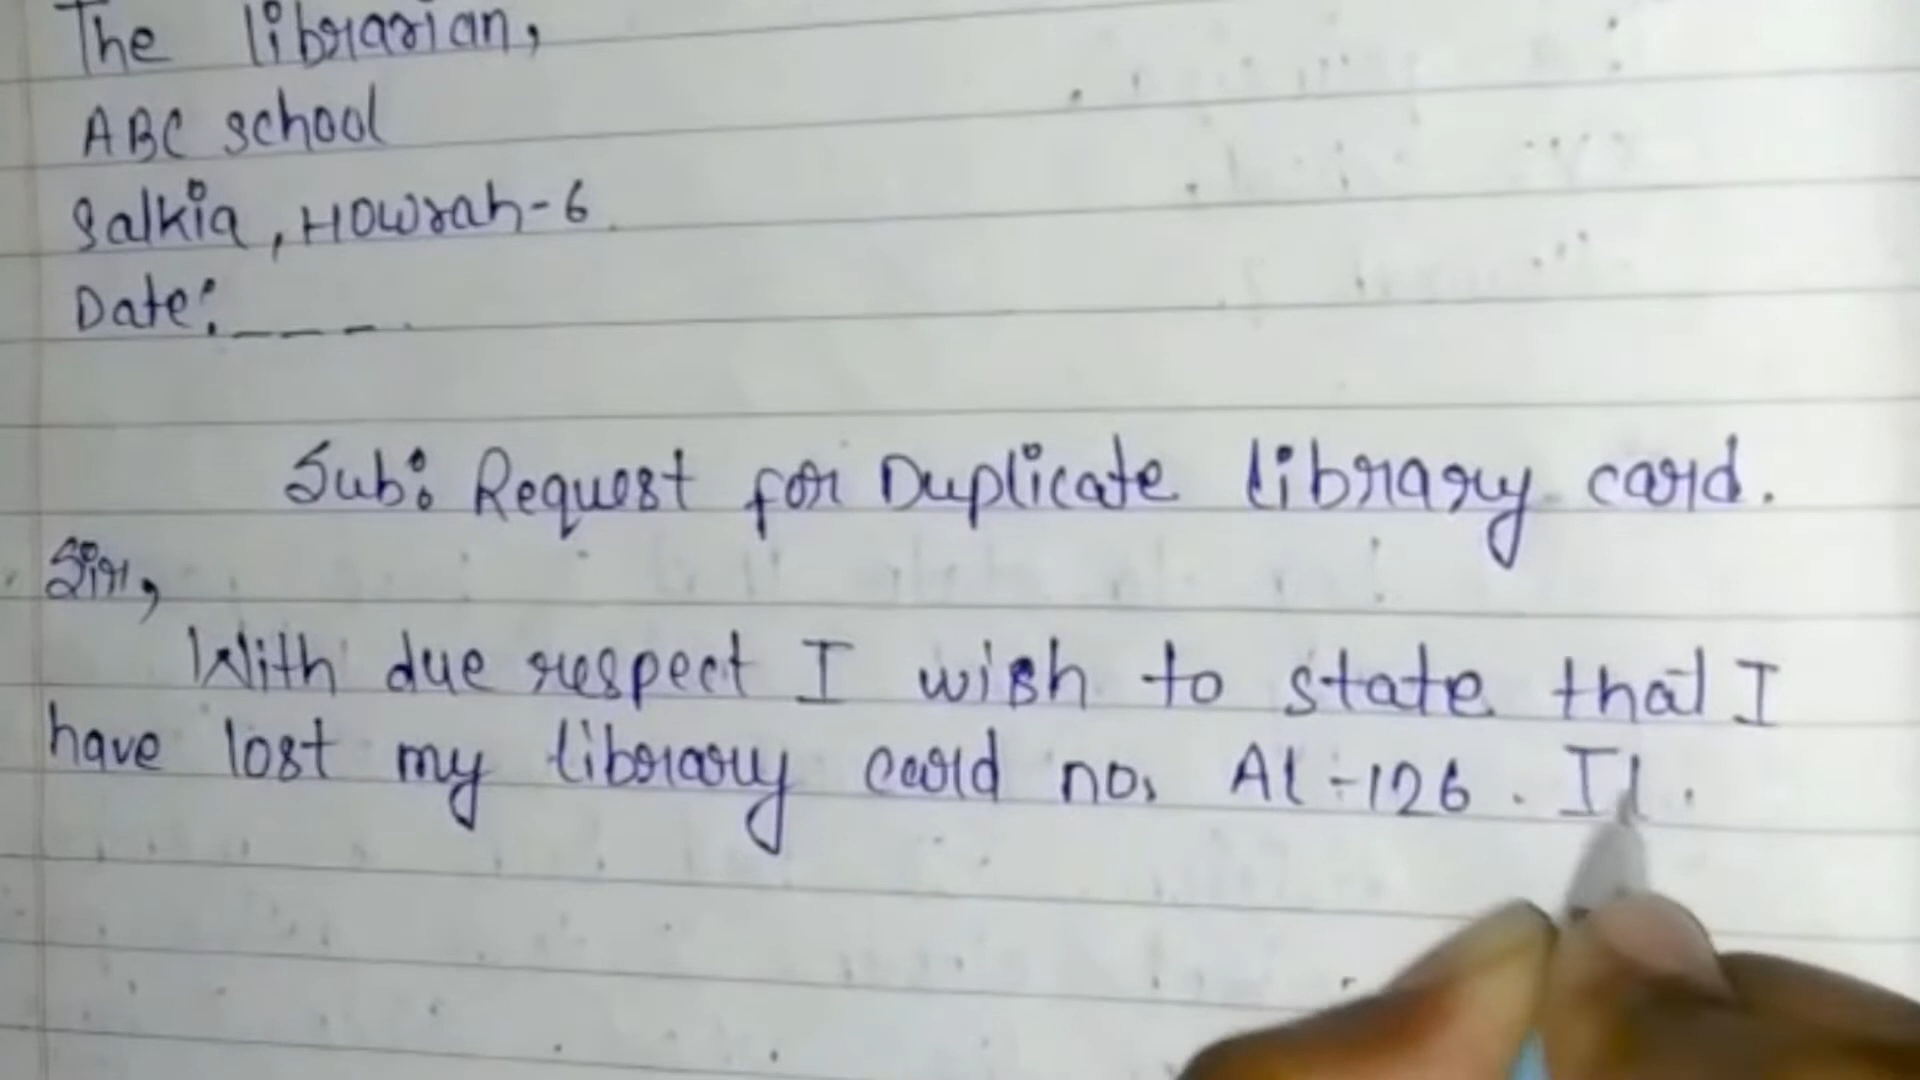 The librarian,
ABC school
Salkia, Howrah-6
Date: ____.
Sub: Request for Duplicate library card.
Sir,
With due respect I wish to state that I
have lost my library card no. AL-126. I